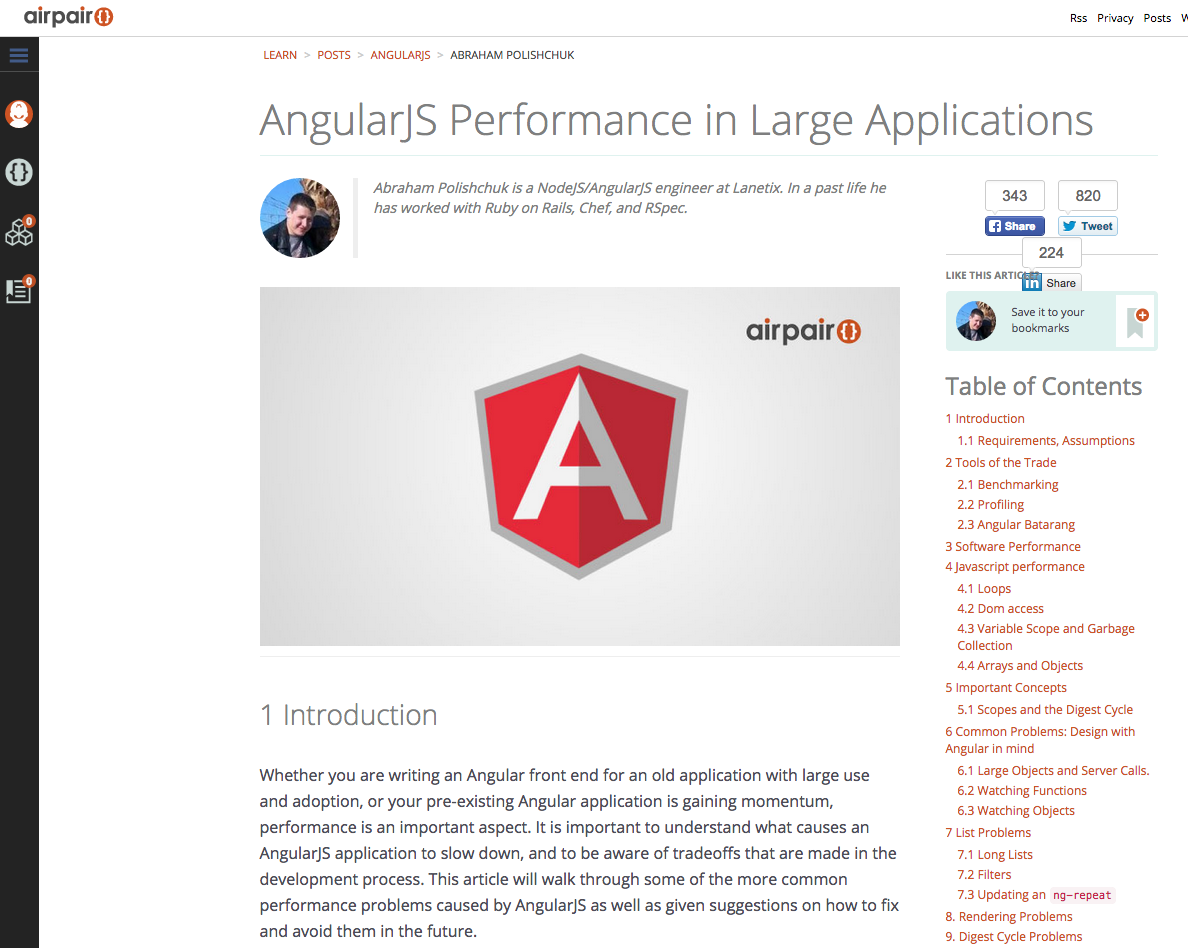 airpair{}
Rss Privacy Posts
LEARN > POSTS > ANGULARJS > ABRAHAM POLISHCHUK
AngularJS Performance in Large Applications
Abraham Polishchuk is a NodeJS/AngularJS engineer at Lanetix. In a past life he
has worked with Ruby on Rails, Chef, and RSpec.
343
820
Share
Tweet
224
LIKE THIS ARTICLE?
in Share
Save it to your
bookmarks
{}
0
0
airpair{}
A
Table of Contents
1 Introduction
1.1 Requirements, Assumptions
2 Tools of the Trade
2.1 Benchmarking
2.2 Profiling
2.3 Angular Batarang
3 Software Performance
4 Javascript performance
4.1 Loops
4.2 Dom access
4.3 Variable Scope and Garbage
Collection
4.4 Arrays and Objects
5 Important Concepts
5.1 Scopes and the Digest Cycle
6 Common Problems: Design with
Angular in mind
6.1 Large Objects and Server Calls.
6.2 Watching Functions
6.3 Watching Objects
7 List Problems
7.1 Long Lists
7.2 Filters
7.3 Updating an ng-repeat
8. Rendering Problems
9. Digest Cycle Problems
1 Introduction
Whether you are writing an Angular front end for an old application with large use
and adoption, or your pre-existing Angular application is gaining momentum,
performance is an important aspect. It is important to understand what causes an
AngularJS application to slow down, and to be aware of tradeoffs that are made in the
development process. This article will walk through some of the more common
performance problems caused by AngularJS as well as given suggestions on how to fix
and avoid them in the future.